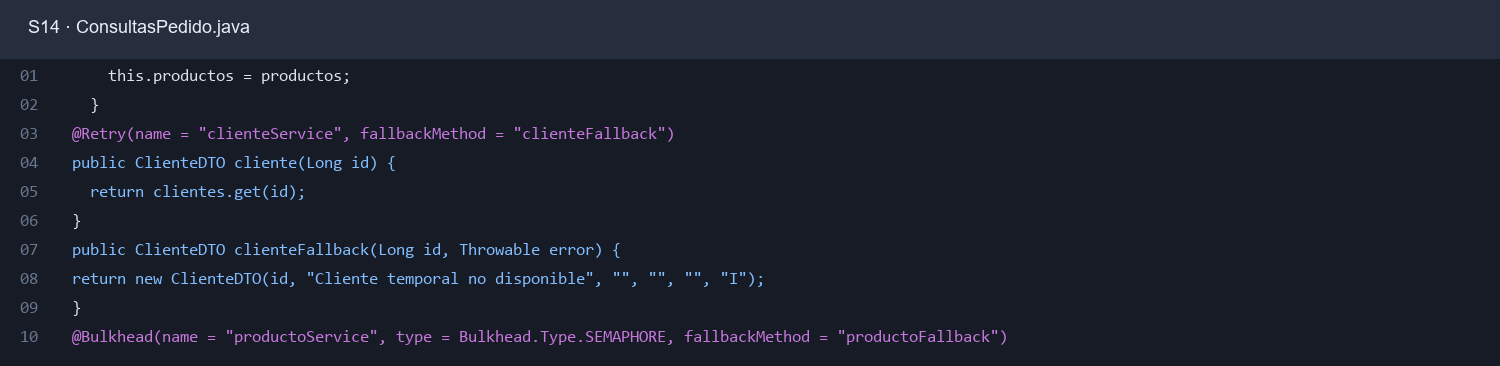 S14 · ConsultasPedido.java
01 this.productos = productos;
02 }
03 @Retry(name = "clienteService", fallbackMethod = "clienteFallback")
04 public ClienteDTO cliente(Long id) {
05 return clientes.get(id);
06 }
07 public ClienteDTO clienteFallback(Long id, Throwable error) {
08 return new ClienteDTO(id, "Cliente temporal no disponible", "", "", "", "I");
09 }
10 @Bulkhead(name = "productoService", type = Bulkhead.Type.SEMAPHORE, fallbackMethod = "productoFallback")